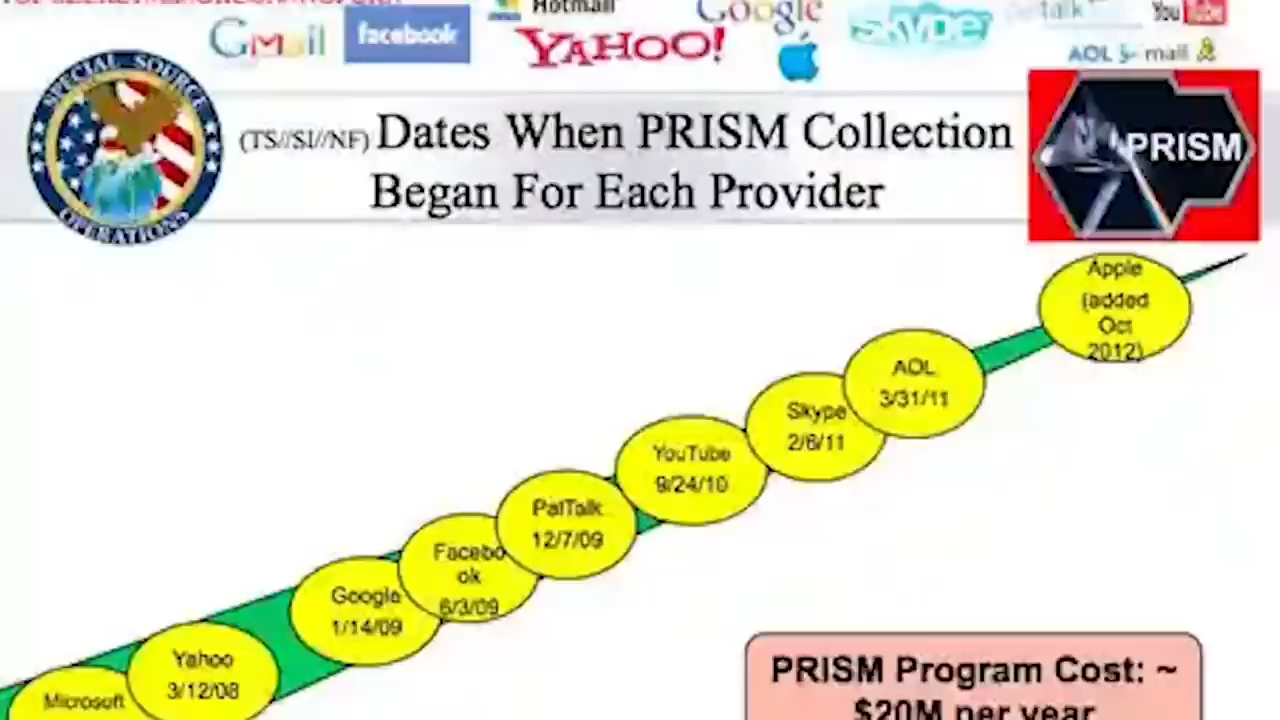 Hotmail
Google
Gmail
facebook
YAHOO!
skype
You Tube
AOL mail
SPECIAL SOURCE
OPERATIONS
(TS//SI//NF) Dates When PRISM Collection
Began For Each Provider
PRISM
Apple
(added
Oct
2012)
AOL
3/31/11
Skype
2/6/11
YouTube
9/24/10
PalTalk
12/7/09
Facebo
ok
6/3/09
Google
1/14/09
Yahoo
3/12/08
Microsoft
PRISM Program Cost: ~
$20M per year